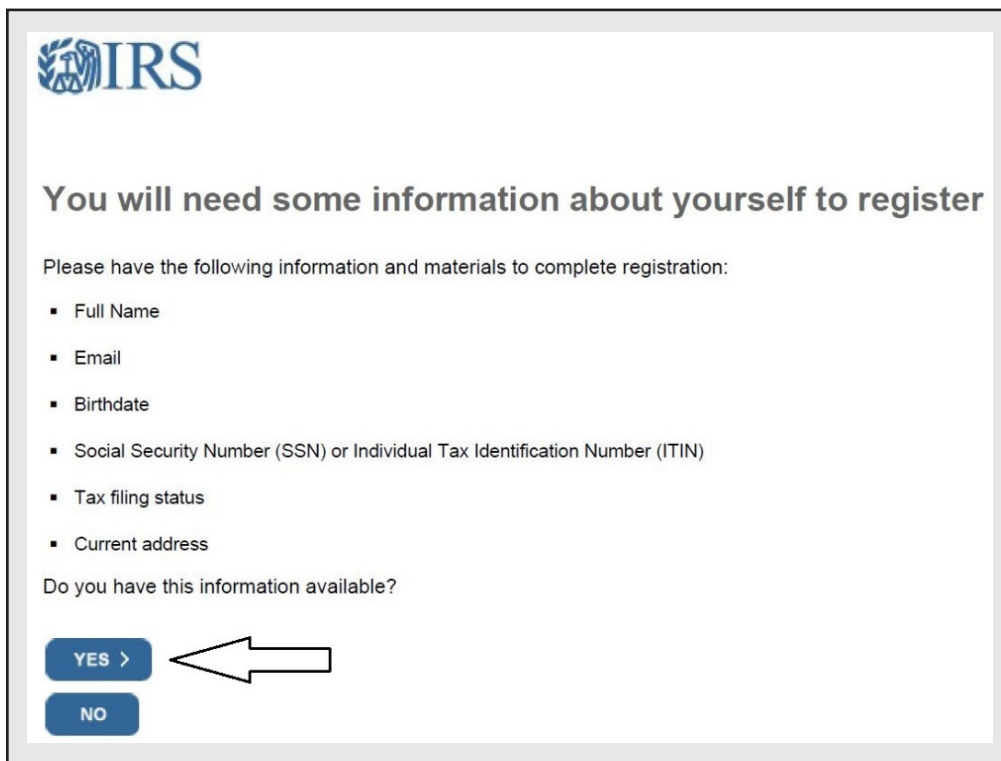 IRS
You will need some information about yourself to register
Please have the following information and materials to complete registration:
▪ Full Name
▪ Email
▪ Birthdate
▪ Social Security Number (SSN) or Individual Tax Identification Number (ITIN)
▪ Tax filing status
▪ Current address
Do you have this information available?
YES >
NO